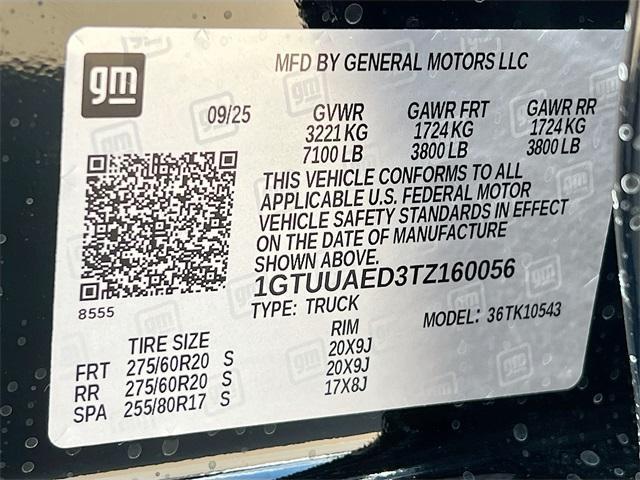 gm
MFD BY GENERAL MOTORS LLC
09/25
GVWR GAWR FRT GAWR RR
3221 KG 1724 KG 1724 KG
7100 LB 3800 LB 3800 LB
THIS VEHICLE CONFORMS TO ALL
APPLICABLE U.S. FEDERAL MOTOR
VEHICLE SAFETY STANDARDS IN EFFECT
ON THE DATE OF MANUFACTURE
SHOWN ABOVE.
1GTUUAED3TZ160056
8555
TYPE: TRUCK
MODEL: 36TK10543
TIRE SIZE RIM
FRT 275/60R20 S 20X9J
RR 275/60R20 S 20X9J
SPA 255/80R17 S 17X8J